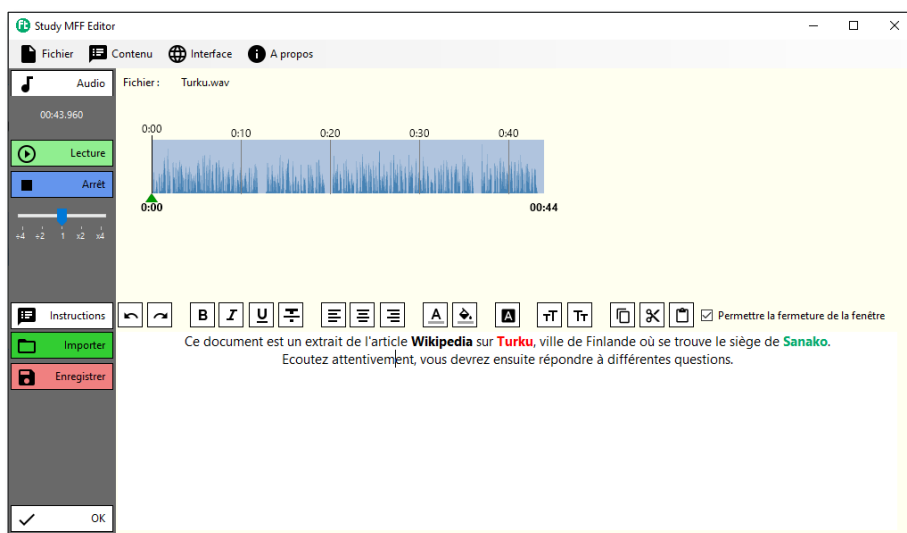 Study MFF Editor
Fichier Contenu Interface A propos
Audio Fichier : Turku.wav
00:43.960
0:00 0:10 0:20 0:30 0:40
Lecture
Arrêt
0:00 00:44
÷4 ÷2 1 x2 x4
Instructions B I U T A A TT TT Permettre la fermeture de la fenêtre
Importer Ce document est un extrait de l'article Wikipedia sur Turku, ville de Finlande où se trouve le siège de Sanako.
Ecoutez attentivement, vous devrez ensuite répondre à différentes questions.
Enregistrer
OK